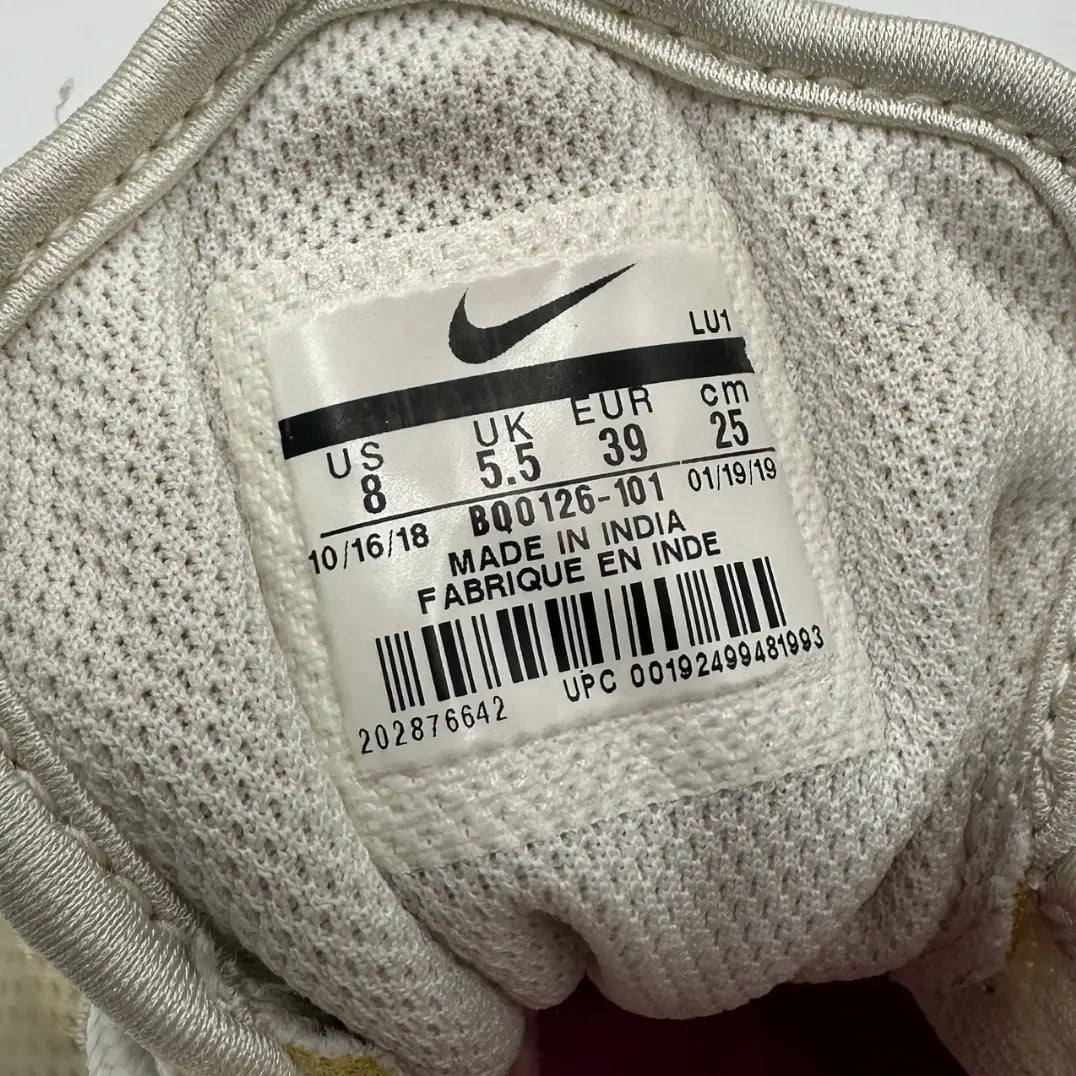 LU1
US UK EUR cm
8 5.5 39 25
10/16/18 BQ0126-101 01/19/19
MADE IN INDIA
FABRIQUE EN INDE
202876642 UPC 00192499481993